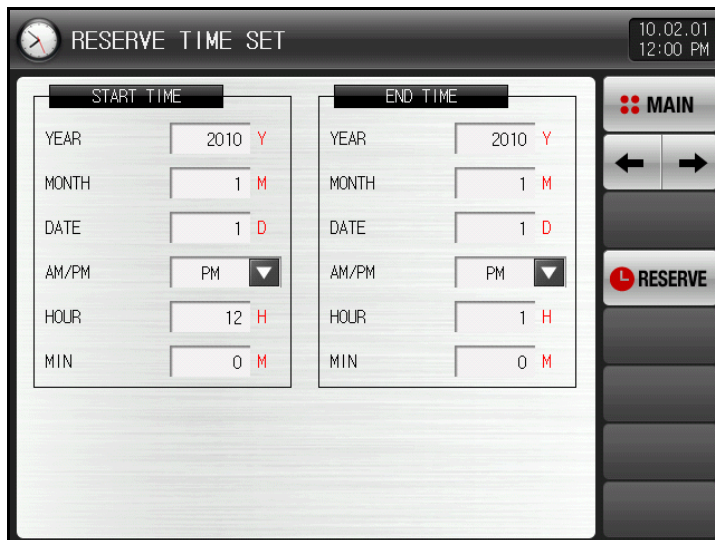 RESERVE TIME SET
10.02.01
12:00 PM
START TIME
YEAR 2010 Y
MONTH 1 M
DATE 1 D
AM/PM PM
HOUR 12 H
MIN 0 M
END TIME
YEAR 2010 Y
MONTH 1 M
DATE 1 D
AM/PM PM
HOUR 1 H
MIN 0 M
MAIN
RESERVE